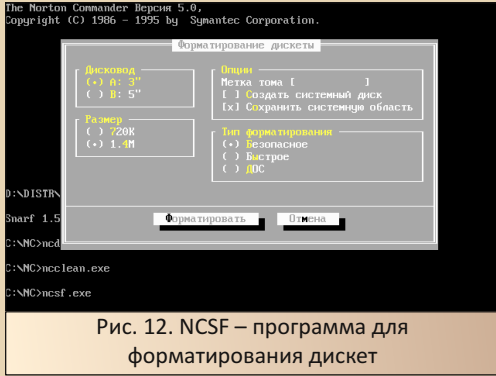 The Norton Commander Версия 5.0,
Copyright (C) 1986 - 1995 by Symantec Corporation.
Форматирование дискеты
Дисковод
(•) A: 3"
( ) B: 5"
Размер
( ) 720K
(•) 1.4M
Опции
Метка тома [ ]
[ ] Создать системный диск
[x] Сохранить системную область
Тип форматирования
(•) Безопасное
( ) Быстрое
( ) ДОС
Форматировать Отмена
D:\DISTR\
Snarf 1.5
C:\NC>ncd
C:\NC>ncclean.exe
C:\NC>ncsf.exe
Рис. 12. NCSF – программа для
форматирования дискет